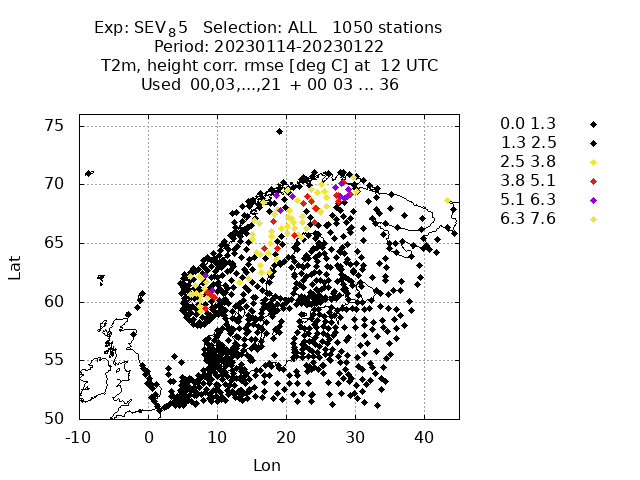 Exp: SEV8 5 Selection: ALL 1050 stations
Period: 20230114-20230122
T2m, height corr. rmse [deg C] at 12 UTC
Used 00,03,...,21 + 00 03 ... 36
75
70
65
60
55
50
-10 0 10 20 30 40
Lat
Lon
0.0 1.3
1.3 2.5
2.5 3.8
3.8 5.1
5.1 6.3
6.3 7.6